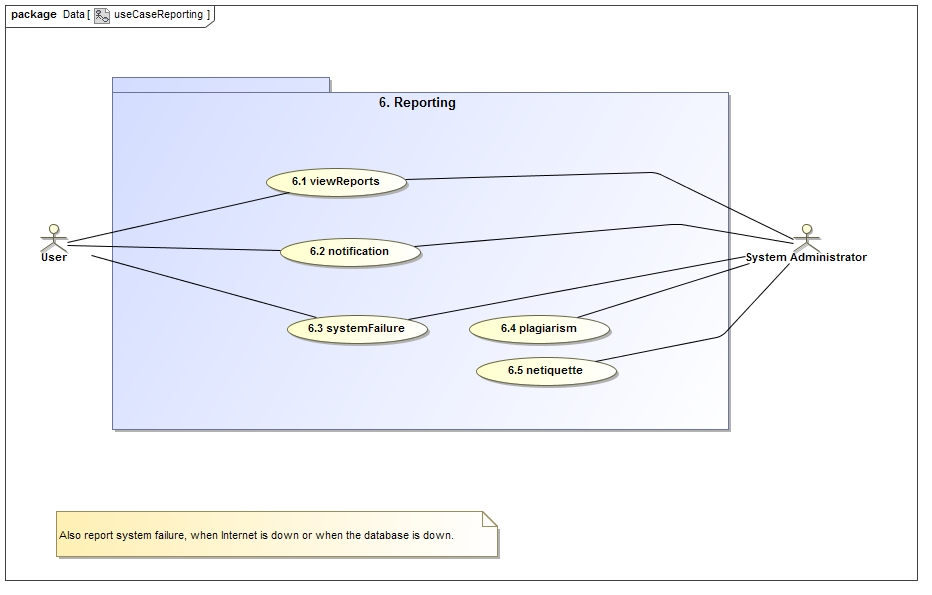 package Data [ useCaseReporting ]
6. Reporting
6.1 viewReports
6.2 notification
User
System Administrator
6.3 systemFailure
6.4 plagiarism
6.5 netiquette
Also report system failure, when Internet is down or when the database is down.